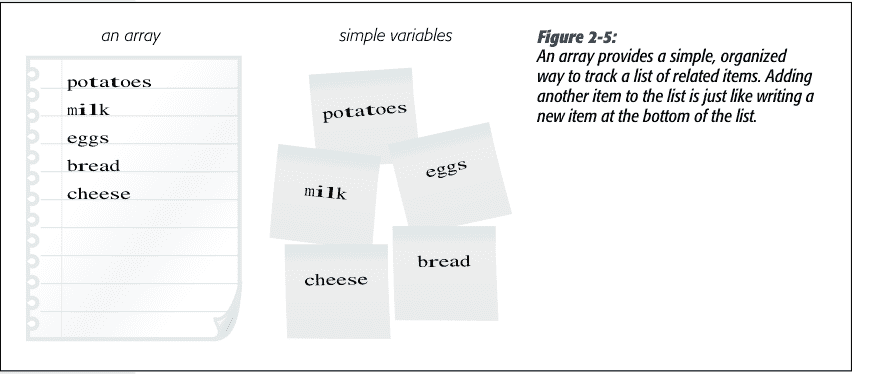 an array
potatoes
milk
eggs
bread
cheese
simple variables
potatoes
milk
eggs
cheese
bread
Figure 2-5:
An array provides a simple, organized
way to track a list of related items. Adding
another item to the list is just like writing a
new item at the bottom of the list.